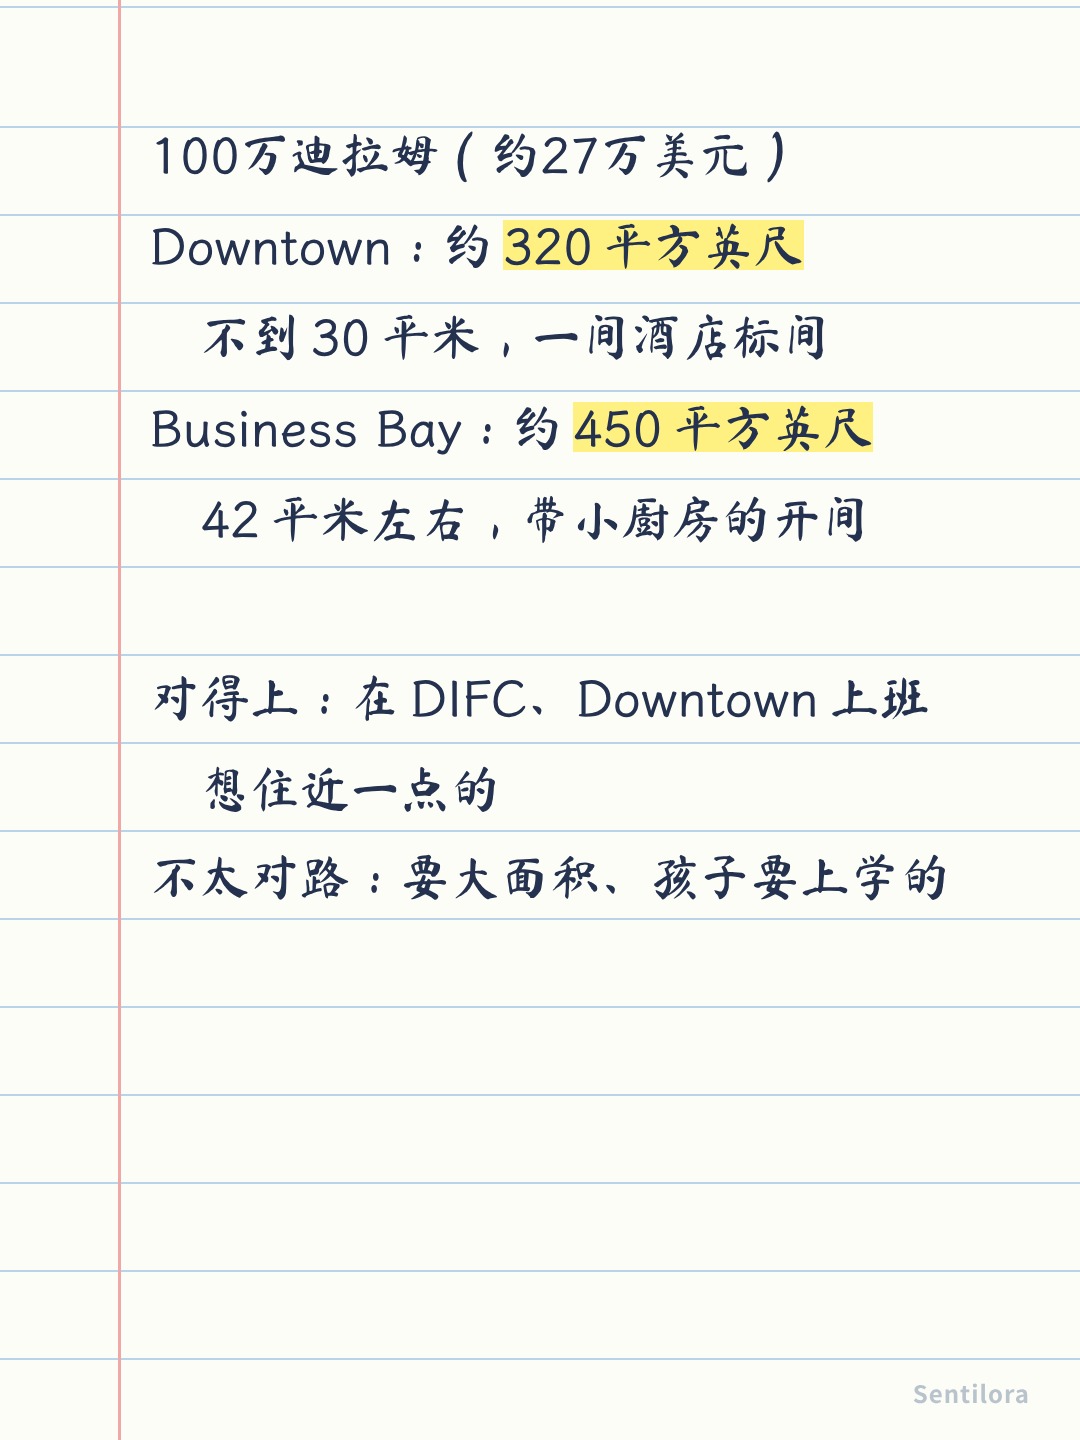 100万迪拉姆（约27万美元）
Downtown：约 320 平方英尺
不到 30 平米，一间酒店标间
Business Bay：约 450 平方英尺
42 平米左右，带小厨房的开间
对得上：在 DIFC、Downtown 上班
想住近一点的
不太对路：要大面积、孩子要上学的
Sentilora